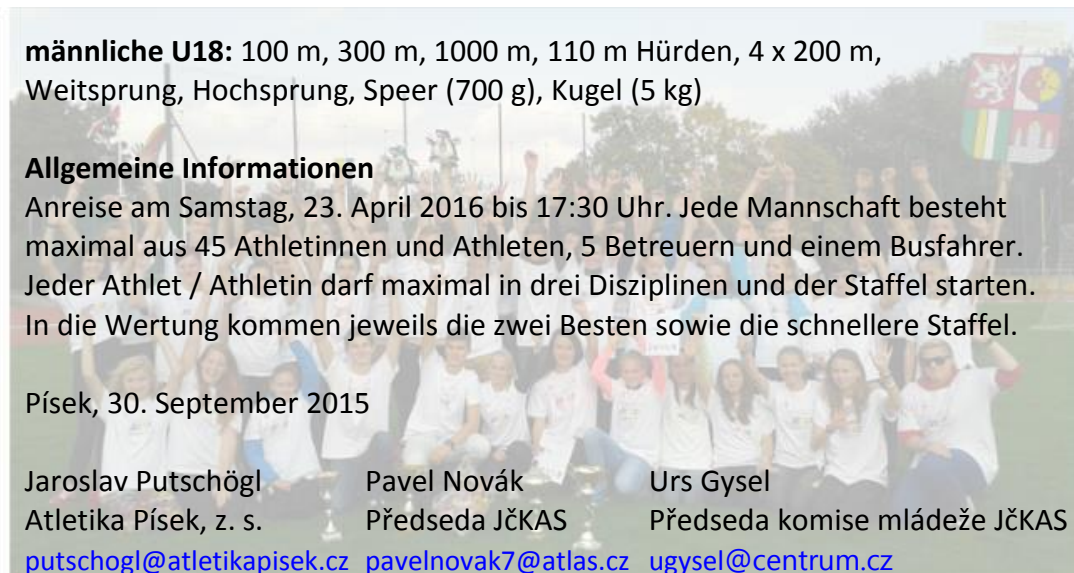 männliche U18: 100 m, 300 m, 1000 m, 110 m Hürden, 4 x 200 m,
Weitsprung, Hochsprung, Speer (700 g), Kugel (5 kg)
Allgemeine Informationen
Anreise am Samstag, 23. April 2016 bis 17:30 Uhr. Jede Mannschaft besteht
maximal aus 45 Athletinnen und Athleten, 5 Betreuern und einem Busfahrer.
Jeder Athlet / Athletin darf maximal in drei Disziplinen und der Staffel starten.
In die Wertung kommen jeweils die zwei Besten sowie die schnellere Staffel.
Písek, 30. September 2015
Jaroslav Putschögl Pavel Novák Urs Gysel
Atletika Písek, z. s. Předseda JčKAS Předseda komise mládeže JčKAS
putschogl@atletikapisek.cz pavelnovak7@atlas.cz ugysel@centrum.cz